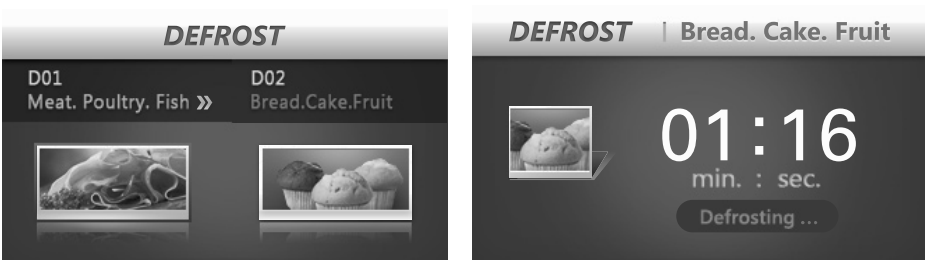 DEFROST
D01
Meat. Poultry. Fish »
D02
Bread.Cake.Fruit
DEFROST | Bread. Cake. Fruit
01:16
min. : sec.
Defrosting ...